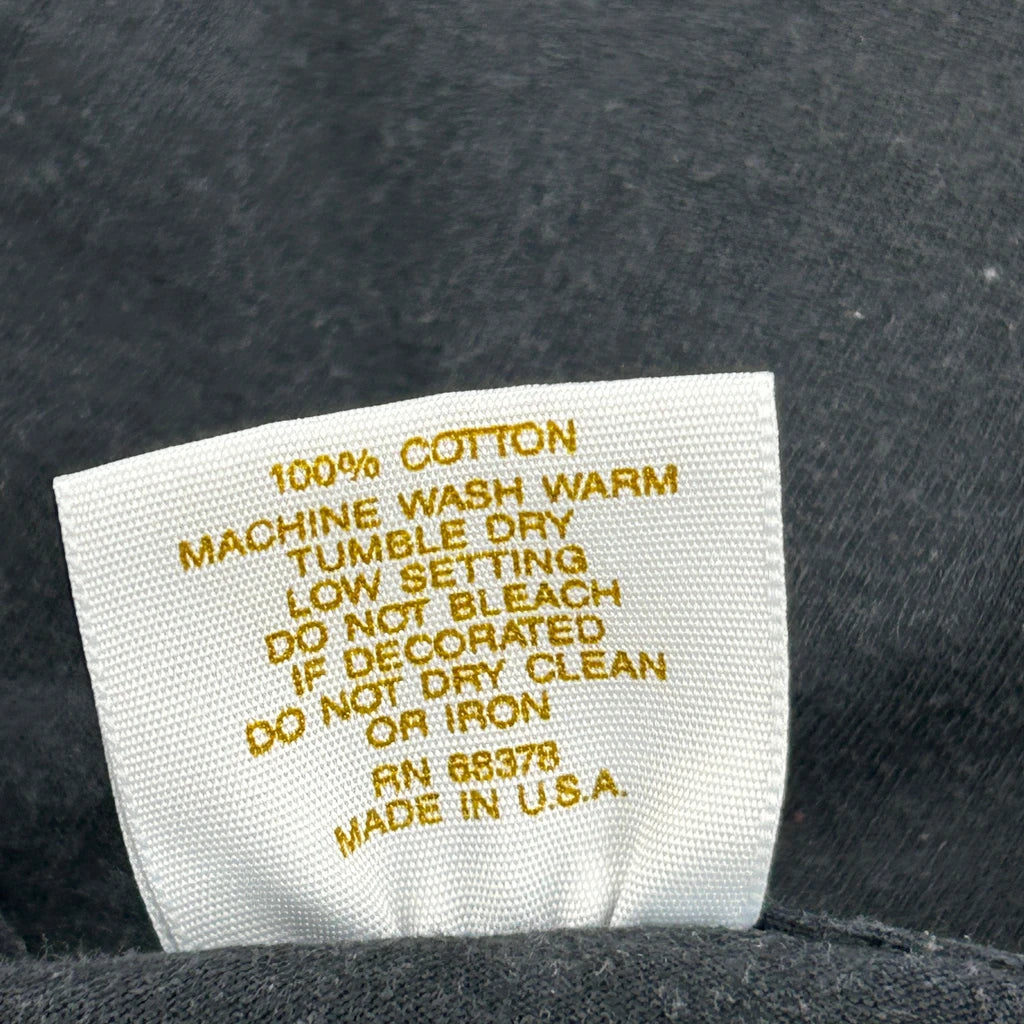 100% COTTON
MACHINE WASH WARM
TUMBLE DRY
LOW SETTING
DO NOT BLEACH
IF DECORATED
DO NOT DRY CLEAN
OR IRON
RN 68378
MADE IN U.S.A.